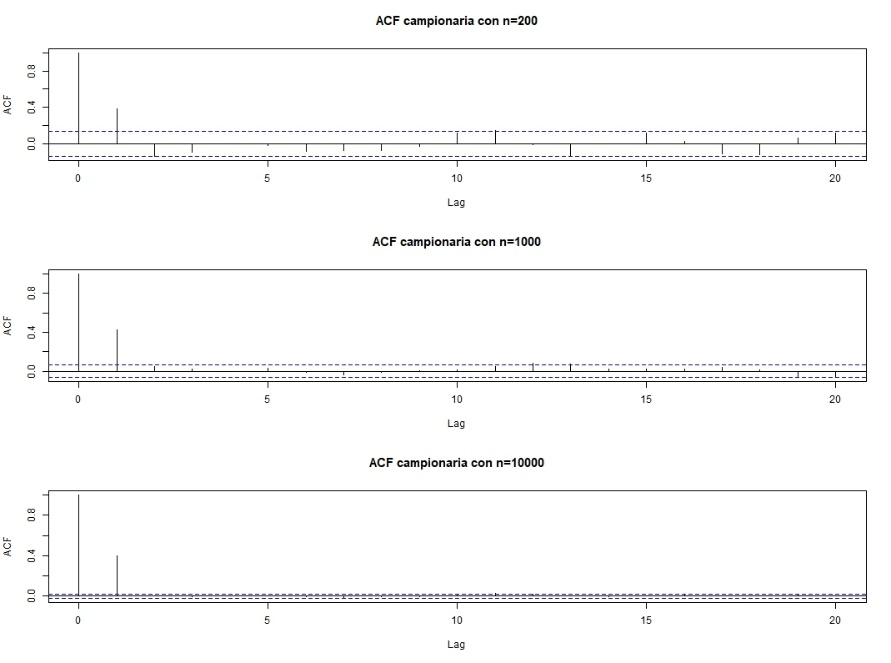 ACF campionaria con n=200
ACF
0.0 0.4 0.8
0 5 10 15 20
Lag
ACF campionaria con n=1000
ACF
0.0 0.4 0.8
0 5 10 15 20
Lag
ACF campionaria con n=10000
ACF
0.0 0.4 0.8
0 5 10 15 20
Lag